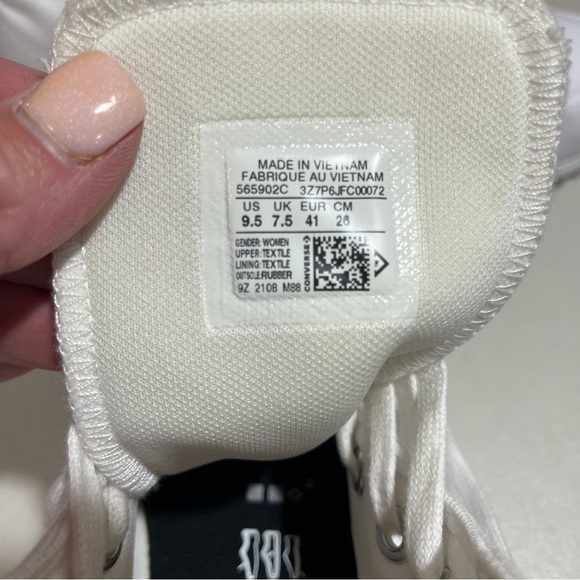 MADE IN VIETNAM
FABRIQUE AU VIETNAM
565902C 3Z7P6JFC00072
US UK EUR CM
9.5 7.5 41 26
GENDER: WOMEN
UPPER: TEXTILE
LINING: TEXTILE
OUTSOLE: RUBBER
9Z 2108 M88
CONVERSE